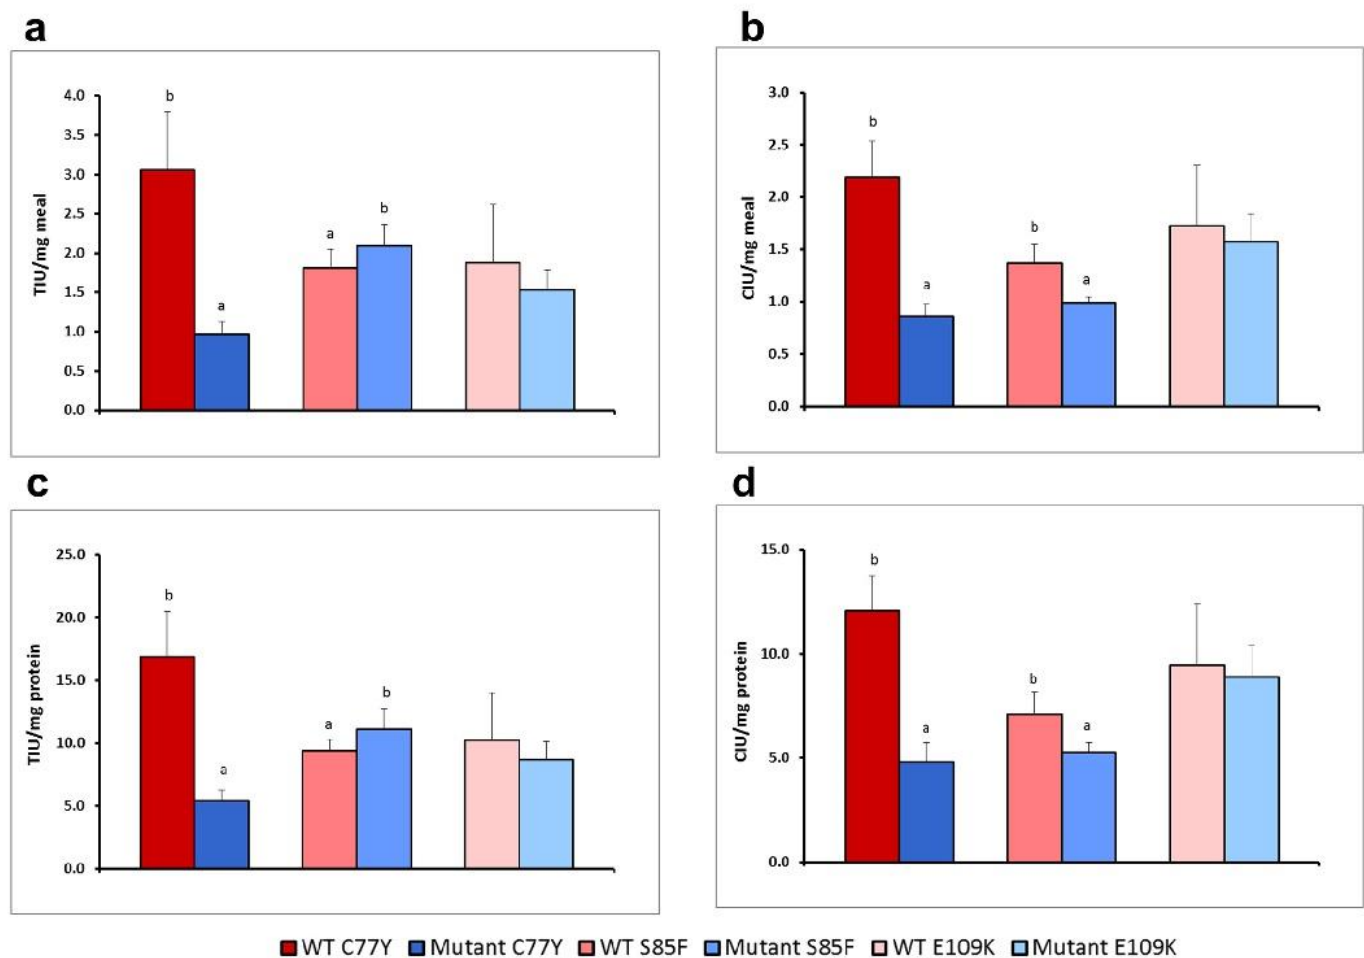 a
4.0
3.5
3.0
2.5
2.0
1.5
1.0
0.5
0.0
TIU/mg meal
b
a
a
b
b
3.0
2.5
2.0
1.5
1.0
0.5
0.0
CIU/mg meal
b
a
b
a
c
25.0
20.0
15.0
10.0
5.0
0.0
TIU/mg protein
b
a
a
b
d
15.0
10.0
5.0
0.0
CIU/mg protein
b
a
b
a
WT C77Y Mutant C77Y WT S85F Mutant S85F WT E109K Mutant E109K